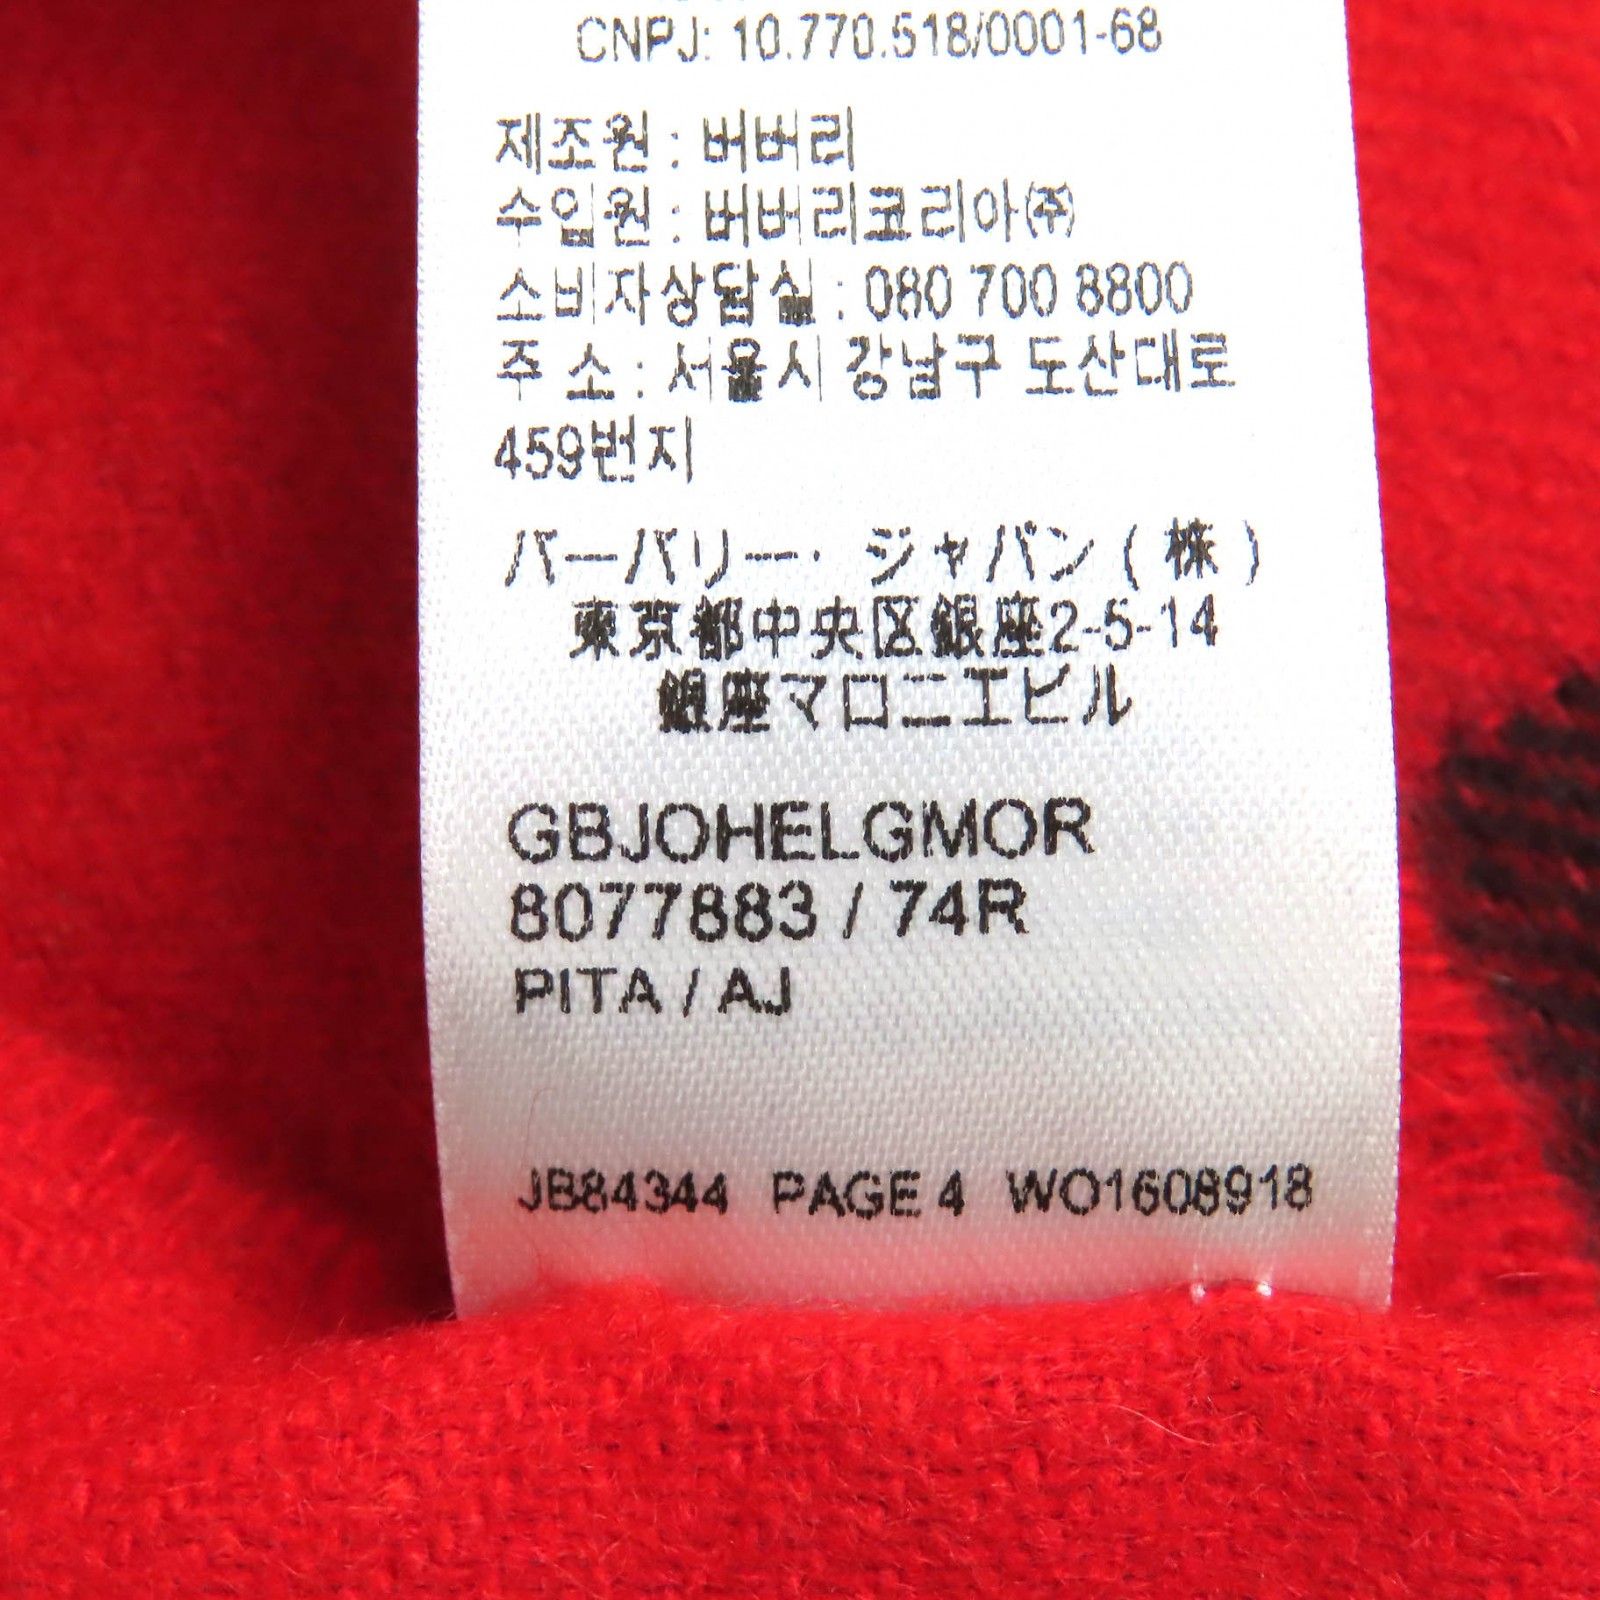 CNPJ: 10.770.518/0001-68
제조원 : 버버리
수입원 : 버버리코리아(주)
소비자상담실 : 080 700 8800
주 소 : 서울시 강남구 도산대로
459번지
バーバリー・ ジャパン ( 株 )
東京都中央区銀座2-5-14
銀座マロニエビル
GBJOHELGMOR
8077883 / 74R
PITA / AJ
JB84344 PAGE 4 WO1608918